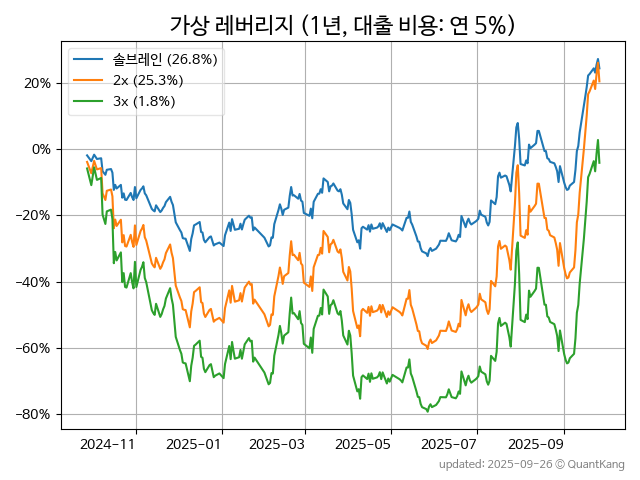 가상 레버리지 (1년, 대출 비용: 연 5%)
솔브레인 (26.8%)
2x (25.3%)
3x (1.8%)
20%
0%
−20%
−40%
−60%
−80%
2024-11 2025-01 2025-03 2025-05 2025-07 2025-09
updated: 2025-09-26 © QuantKang